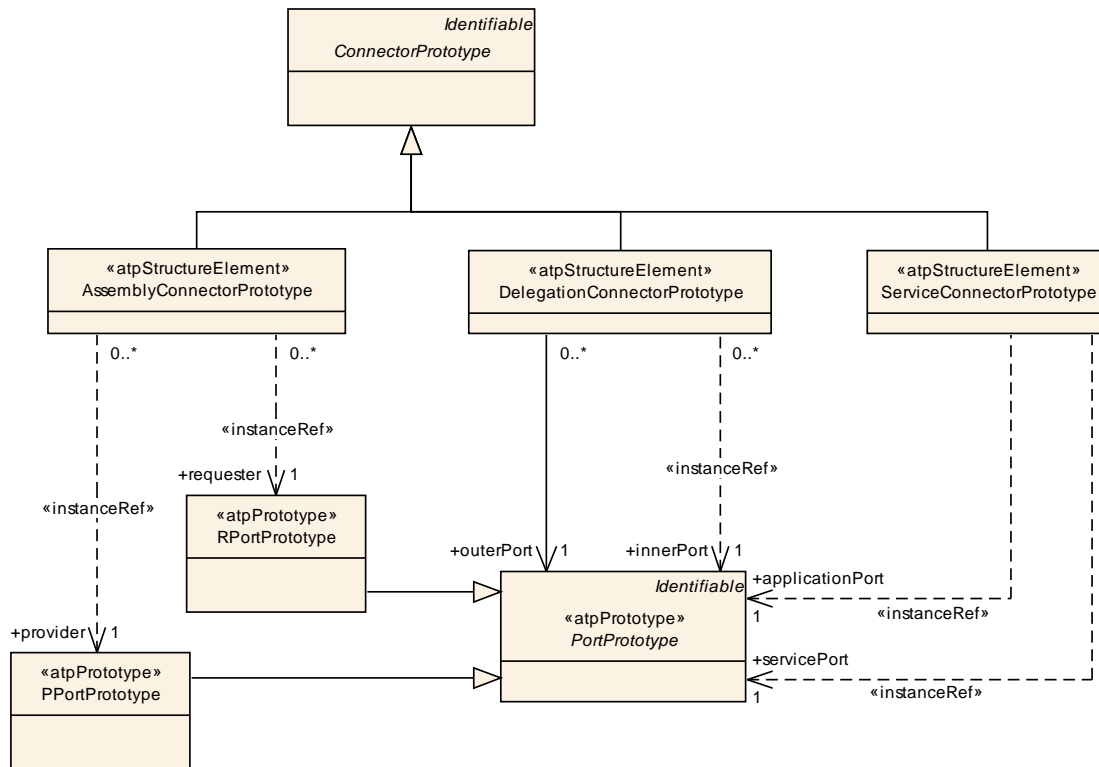 Identifiable
ConnectorPrototype
«atpStructureElement»
AssemblyConnectorPrototype
«atpStructureElement»
DelegationConnectorPrototype
«atpStructureElement»
ServiceConnectorPrototype
0..*
0..*
0..*
0..*
«instanceRef»
«instanceRef»
«instanceRef»
+requester
1
«atpPrototype»
RPortPrototype
+outerPort
1
+innerPort
1
Identifiable
«atpPrototype»
PortPrototype
+applicationPort
1
«instanceRef»
+servicePort
1
«instanceRef»
+provider
1
«atpPrototype»
PPortPrototype